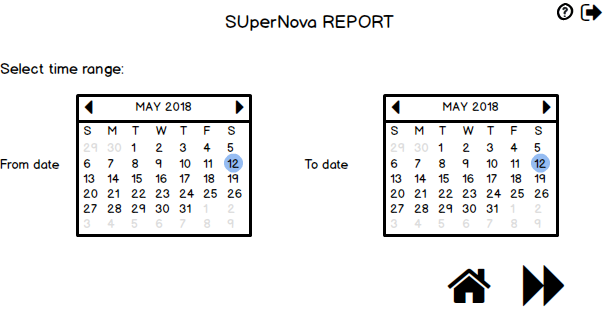 SUperNova REPORT
?
Select time range:
From date
MAY 2018
S M T W T F S
29 30 1 2 3 4 5
6 7 8 9 10 11 12
13 14 15 16 17 18 19
20 21 22 23 24 25 26
27 28 29 30 31 1 2
3 4 5 6 7 8 9
To date
MAY 2018
S M T W T F S
29 30 1 2 3 4 5
6 7 8 9 10 11 12
13 14 15 16 17 18 19
20 21 22 23 24 25 26
27 28 29 30 31 1 2
3 4 5 6 7 8 9